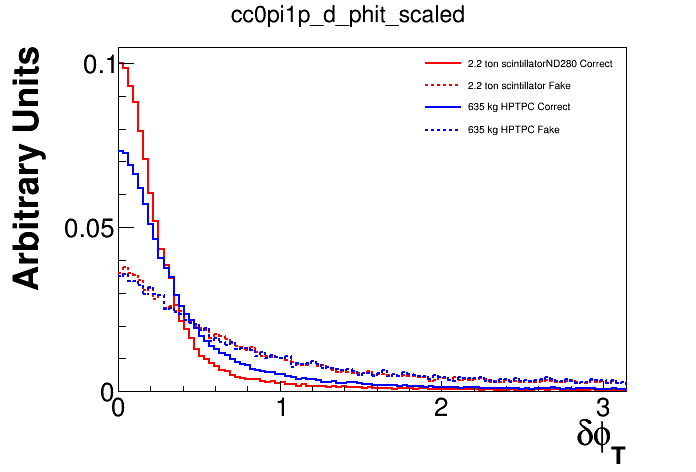 cc0pi1p_d_phit_scaled
Arbitrary Units
0.1
0.05
0
2.2 ton scintillatorND280 Correct
2.2 ton scintillator Fake
635 kg HPTPC Correct
635 kg HPTPC Fake
0 1 2 3
δϕT